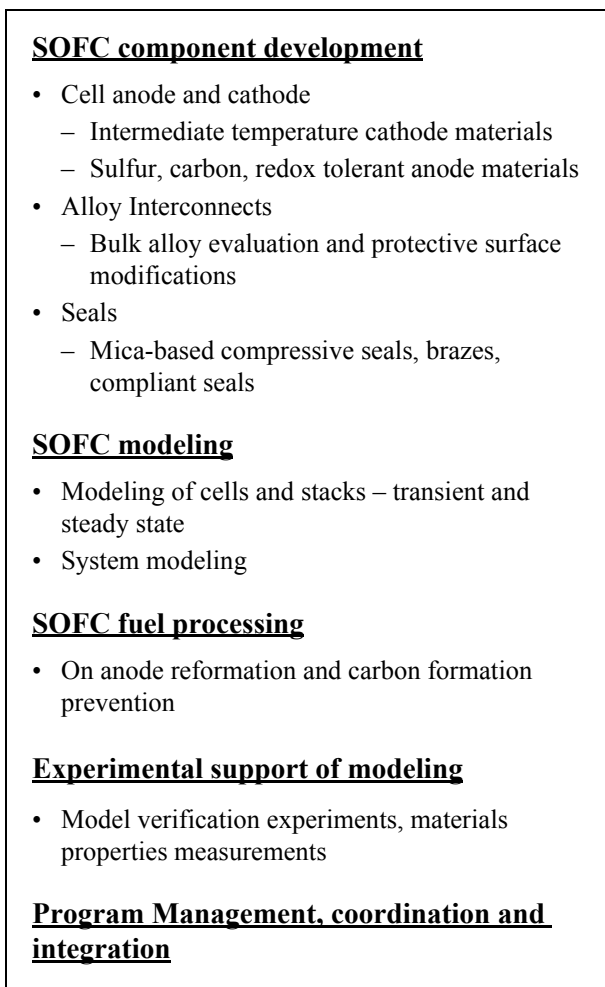 SOFC component development
• Cell anode and cathode
– Intermediate temperature cathode materials
– Sulfur, carbon, redox tolerant anode materials
• Alloy Interconnects
– Bulk alloy evaluation and protective surface
modifications
• Seals
– Mica-based compressive seals, brazes,
compliant seals
SOFC modeling
• Modeling of cells and stacks – transient and
steady state
• System modeling
SOFC fuel processing
• On anode reformation and carbon formation
prevention
Experimental support of modeling
• Model verification experiments, materials
properties measurements
Program Management, coordination and
integration